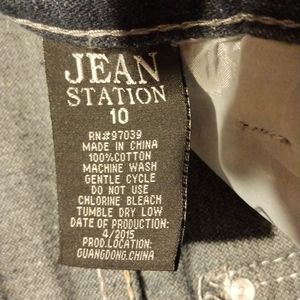 JEAN
STATION
10
RN#97039
MADE IN CHINA
100%COTTON
MACHINE WASH
GENTLE CYCLE
DO NOT USE
CHLORINE BLEACH
TUMBLE DRY LOW
DATE OF PRODUCTION:
4/2015
PROD.LOCATION:
GUANGDONG.CHINA